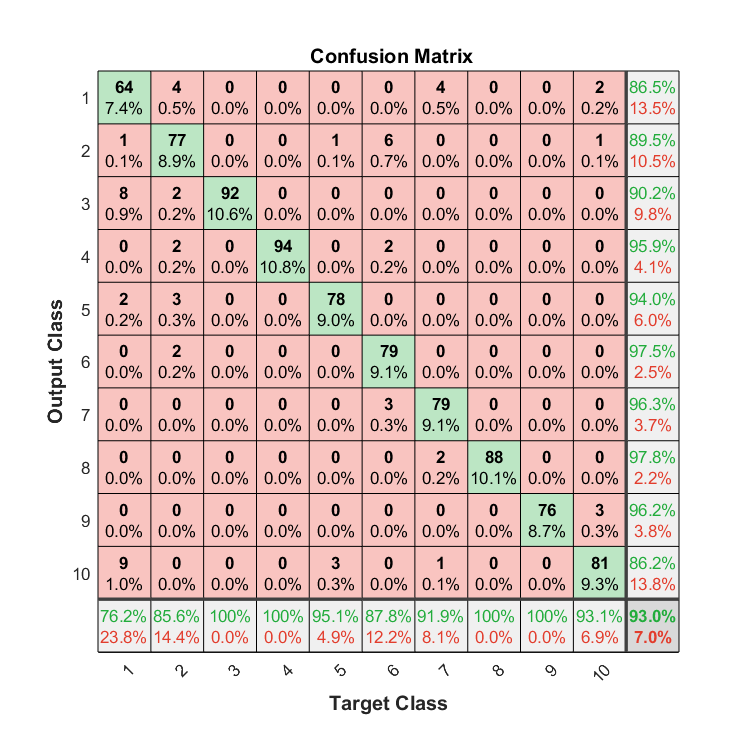 Confusion Matrix
64 4 0 0 0 0 4 0 0 2 86.5%
1
7.4% 0.5% 0.0% 0.0% 0.0% 0.0% 0.5% 0.0% 0.0% 0.2% 13.5%
1 77 0 0 1 6 0 0 0 1 89.5%
2
0.1% 8.9% 0.0% 0.0% 0.1% 0.7% 0.0% 0.0% 0.0% 0.1% 10.5%
8 2 92 0 0 0 0 0 0 0 90.2%
3
0.9% 0.2% 10.6% 0.0% 0.0% 0.0% 0.0% 0.0% 0.0% 0.0% 9.8%
0 2 0 94 0 2 0 0 0 0 95.9%
4
0.0% 0.2% 0.0% 10.8% 0.0% 0.2% 0.0% 0.0% 0.0% 0.0% 4.1%
2 3 0 0 78 0 0 0 0 0 94.0%
5
0.2% 0.3% 0.0% 0.0% 9.0% 0.0% 0.0% 0.0% 0.0% 0.0% 6.0%
0 2 0 0 0 79 0 0 0 0 97.5%
6
0.0% 0.2% 0.0% 0.0% 0.0% 9.1% 0.0% 0.0% 0.0% 0.0% 2.5%
0 0 0 0 0 3 79 0 0 0 96.3%
7
0.0% 0.0% 0.0% 0.0% 0.0% 0.3% 9.1% 0.0% 0.0% 0.0% 3.7%
0 0 0 0 0 0 2 88 0 0 97.8%
8
0.0% 0.0% 0.0% 0.0% 0.0% 0.0% 0.2% 10.1% 0.0% 0.0% 2.2%
0 0 0 0 0 0 0 0 76 3 96.2%
9
0.0% 0.0% 0.0% 0.0% 0.0% 0.0% 0.0% 0.0% 8.7% 0.3% 3.8%
9 0 0 0 3 0 1 0 0 81 86.2%
10
1.0% 0.0% 0.0% 0.0% 0.3% 0.0% 0.1% 0.0% 0.0% 9.3% 13.8%
76.2% 85.6% 100% 100% 95.1% 87.8% 91.9% 100% 100% 93.1% 93.0%
23.8% 14.4% 0.0% 0.0% 4.9% 12.2% 8.1% 0.0% 0.0% 6.9% 7.0%
1 2 3 4 5 6 7 8 9 10
Target Class
Output Class